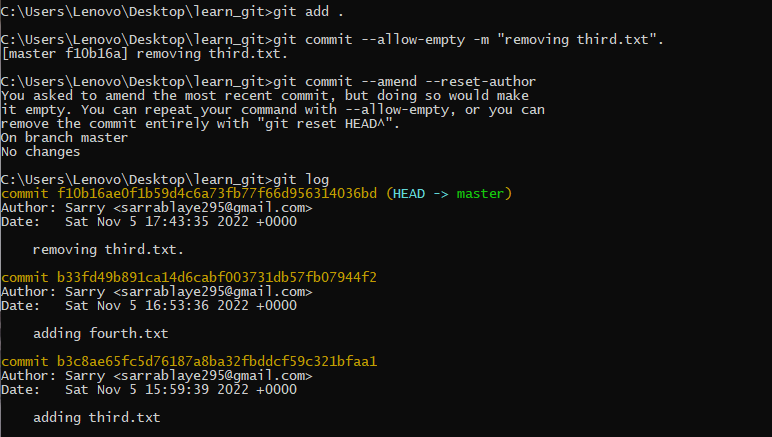 C:\Users\Lenovo\Desktop\learn_git>git add .
C:\Users\Lenovo\Desktop\learn_git>git commit --allow-empty -m "removing third.txt".
[master f10b16a] removing third.txt.
C:\Users\Lenovo\Desktop\learn_git>git commit --amend --reset-author
You asked to amend the most recent commit, but doing so would make
it empty. You can repeat your command with --allow-empty, or you can
remove the commit entirely with "git reset HEAD^".
On branch master
No changes
C:\Users\Lenovo\Desktop\learn_git>git log
commit f10b16ae0f1b59d4c6a73fb77f66d956314036bd (HEAD -> master)
Author: Sarry <sarrablaye295@gmail.com>
Date:   Sat Nov 5 17:43:35 2022 +0000
    removing third.txt.
commit b33fd49b891ca14d6cabf003731db57fb07944f2
Author: Sarry <sarrablaye295@gmail.com>
Date:   Sat Nov 5 16:53:36 2022 +0000
    adding fourth.txt
commit b3c8ae65fc5d76187a8ba32fbddcf59c321bfaa1
Author: Sarry <sarrablaye295@gmail.com>
Date:   Sat Nov 5 15:59:39 2022 +0000
    adding third.txt